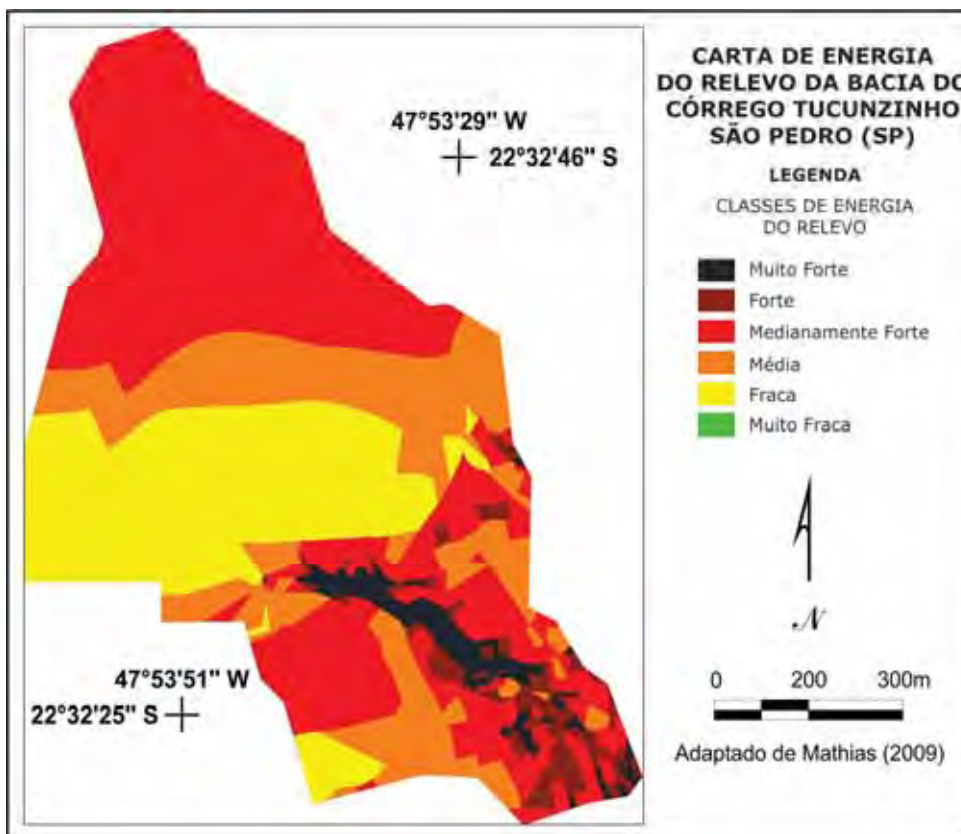 CARTA DE ENERGIA
DO RELEVO DA BACIA DO
CÓRREGO TUCUNZINHO
SÃO PEDRO (SP)
LEGENDA
CLASSES DE ENERGIA
DO RELEVO
Muito Forte
Forte
Medianamente Forte
Média
Fraca
Muito Fraca
N
0 200 300m
Adaptado de Mathias (2009)
47°53'29" W
22°32'46" S
47°53'51" W
22°32'25" S